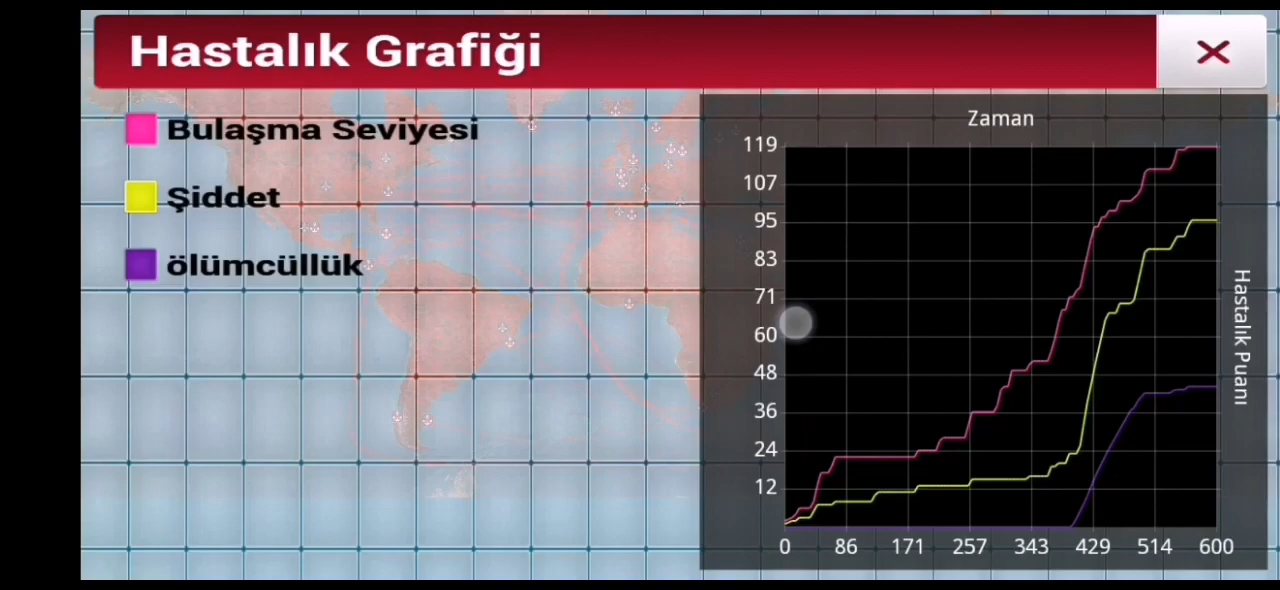 Hastalık Grafiği
Bulaşma Seviyesi
Şiddet
ölümcüllük
Zaman
119
107
95
83
71
60
48
36
24
12
0 86 171 257 343 429 514 600
Hastalık Puanı